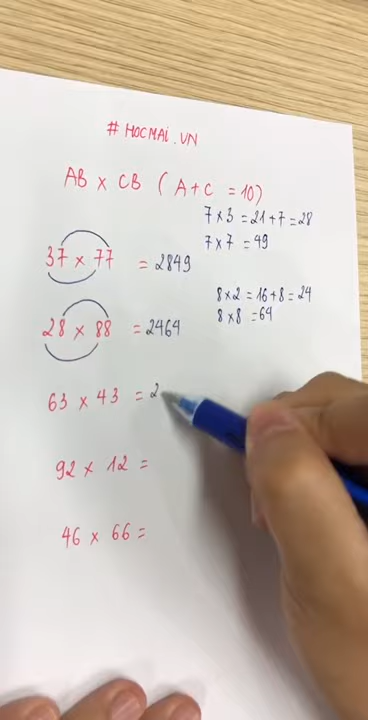 # HOCMAI.VN
AB x CB ( A+C = 10)
7 x 3 = 21 + 7 = 28
7 x 7 = 49
37 x 77 = 2849
8 x 2 = 16 + 8 = 24
8 x 8 = 64
28 x 88 = 2464
63 x 43 = 2
92 x 12 =
46 x 66 =